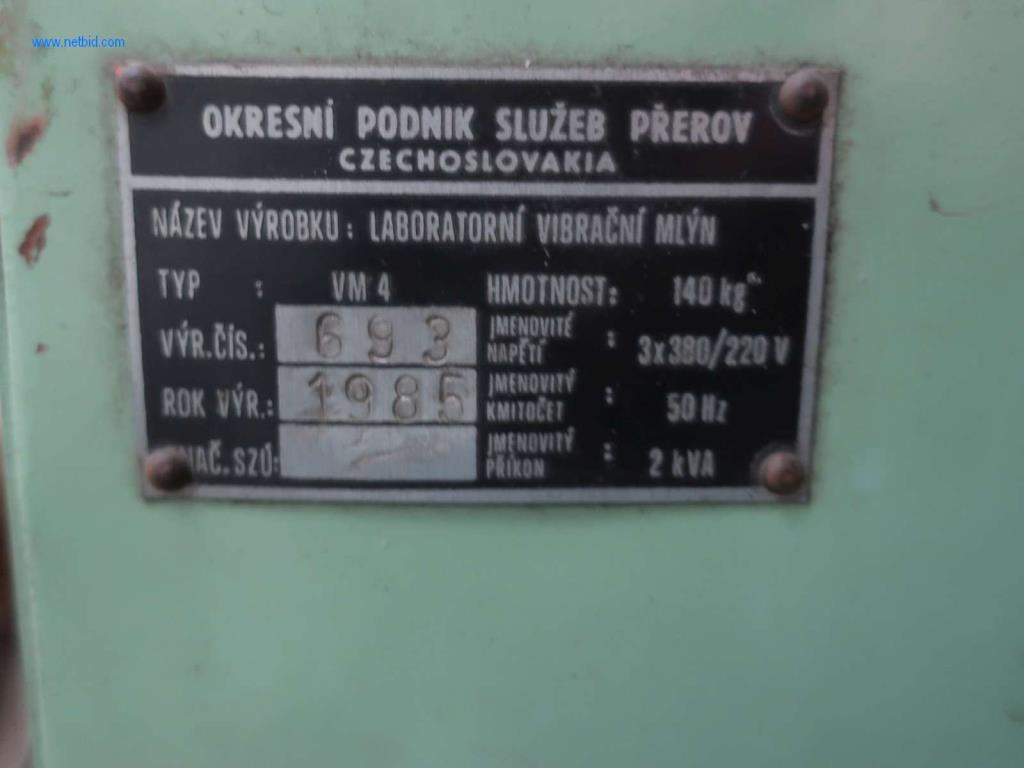 www.netbid.com
OKRESNÍ PODNIK SLUŽEB PŘEROV
CZECHOSLOVAKIA
NÁZEV VÝROBKU: LABORATORNÍ VIBRAČNÍ MLÝN
TYP : VM 4 HMOTNOST: 140 kg
VÝR.ČÍS.: 693 JMENOVITÉ NAPĚTÍ : 3x380/220 V
ROK VÝR.: 1985 JMENOVITÝ KMITOČET : 50 Hz
NAČ. SZÚ: JMENOVITÝ PŘÍKON : 2 kVA